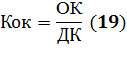 Кок = ОК / ДК (19)